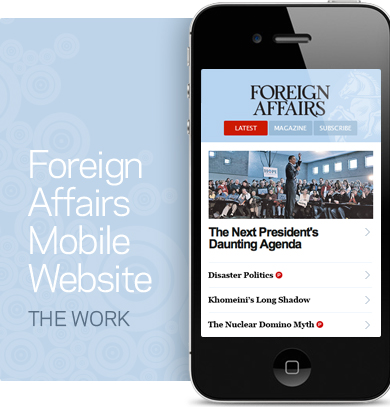 Foreign
Affairs
Mobile
Website
THE WORK
FOREIGN
AFFAIRS
LATEST MAGAZINE SUBSCRIBE
The Next President's
Daunting Agenda
Disaster Politics P
Khomeini's Long Shadow
The Nuclear Domino Myth P